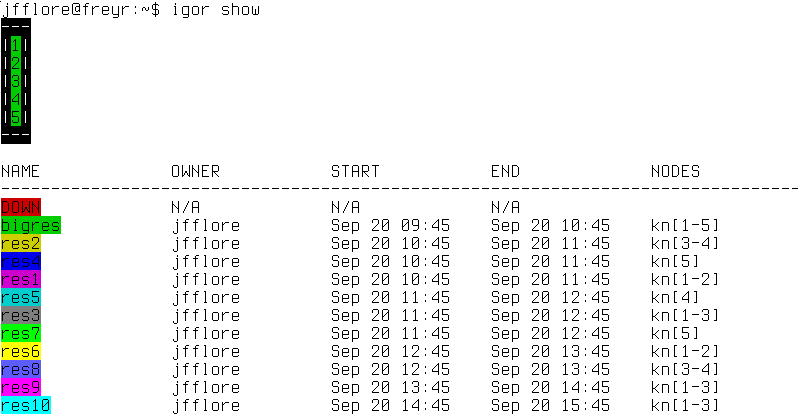 jfflore@freyr:~$ igor show
---
|1|
|2|
|3|
|4|
|5|
---
NAME OWNER START END NODES
--------------------------------------------------------------------------------
DOWN N/A N/A N/A
bigres jfflore Sep 20 09:45 Sep 20 10:45 kn[1-5]
res2 jfflore Sep 20 10:45 Sep 20 11:45 kn[3-4]
res4 jfflore Sep 20 10:45 Sep 20 11:45 kn[5]
res1 jfflore Sep 20 10:45 Sep 20 11:45 kn[1-2]
res5 jfflore Sep 20 11:45 Sep 20 12:45 kn[4]
res3 jfflore Sep 20 11:45 Sep 20 12:45 kn[1-3]
res7 jfflore Sep 20 11:45 Sep 20 12:45 kn[5]
res6 jfflore Sep 20 12:45 Sep 20 13:45 kn[1-2]
res8 jfflore Sep 20 12:45 Sep 20 13:45 kn[3-4]
res9 jfflore Sep 20 13:45 Sep 20 14:45 kn[1-3]
res10 jfflore Sep 20 14:45 Sep 20 15:45 kn[1-3]